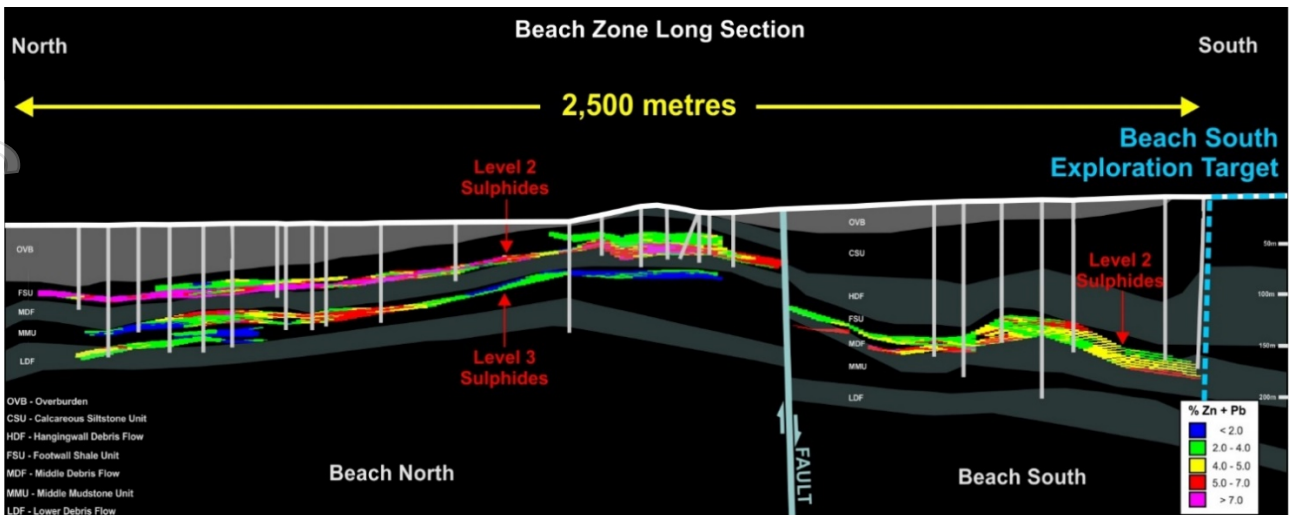 Beach Zone Long Section
North
South
2,500 metres
Beach South
Exploration Target
Level 2
Sulphides
OVB
FSU
MDF
MMU
LDF
Level 3
Sulphides
OVB
CSU
HDF
FSU
MDF
MMU
LDF
Level 2
Sulphides
50m
100m
150m
200m
OVB - Overburden
CSU - Calcareous Siltstone Unit
HDF - Hangingwall Debris Flow
FSU - Footwall Shale Unit
MDF - Middle Debris Flow
MMU - Middle Mudstone Unit
LDF - Lower Debris Flow
Beach North
FAULT
Beach South
% Zn + Pb
< 2.0
2.0 - 4.0
4.0 - 5.0
5.0 - 7.0
> 7.0